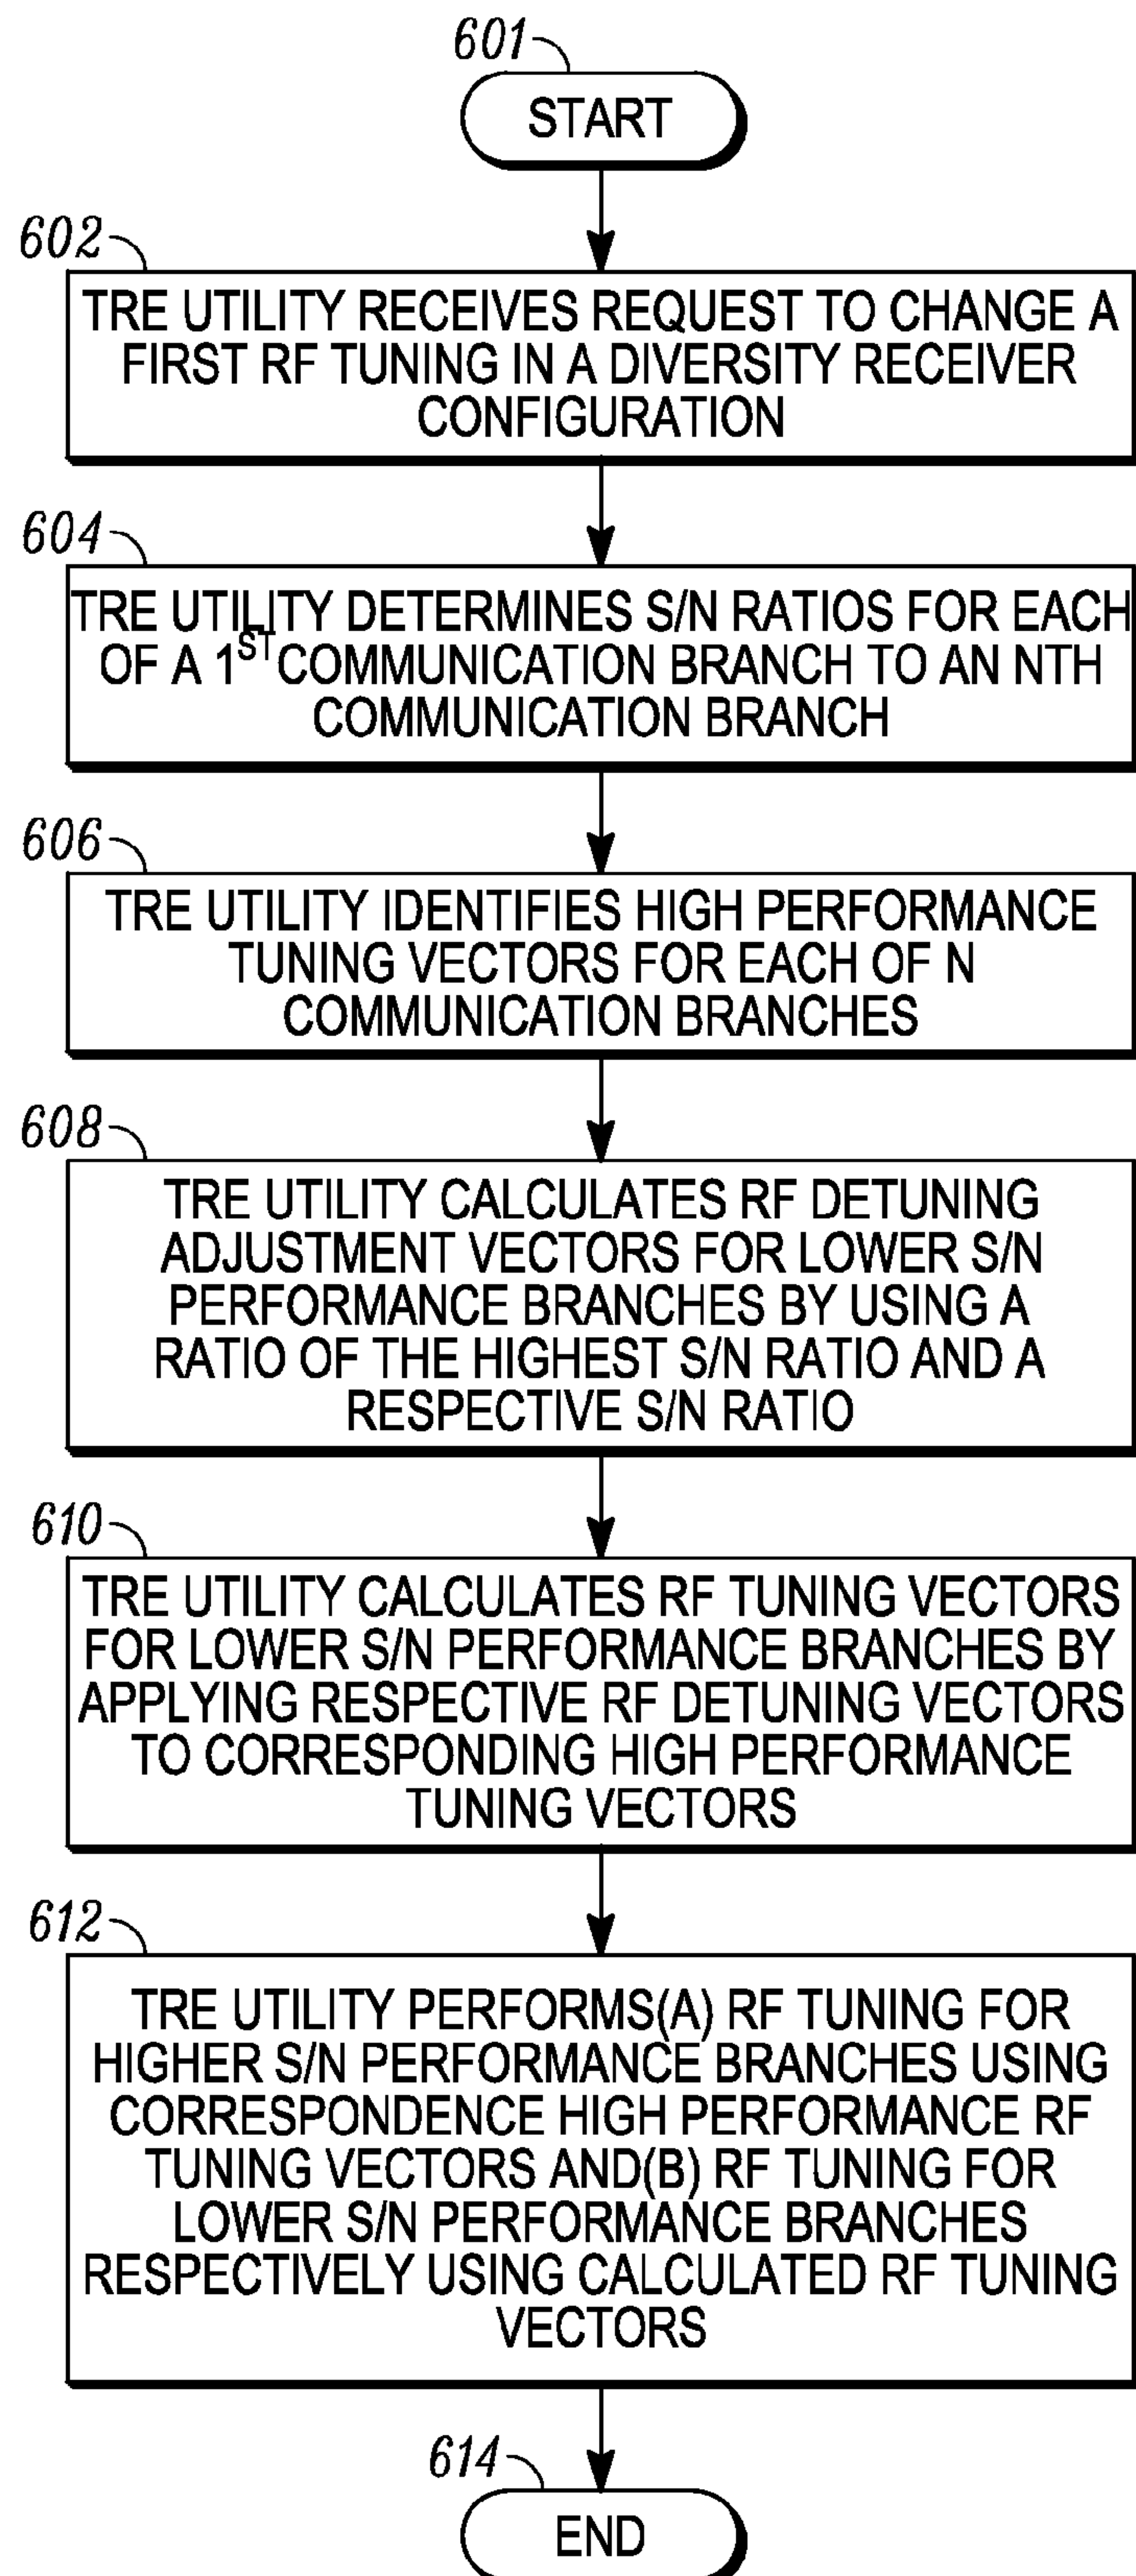 601
START
602
TRE UTILITY RECEIVES REQUEST TO CHANGE A
FIRST RF TUNING IN A DIVERSITY RECEIVER
CONFIGURATION
604
TRE UTILITY DETERMINES S/N RATIOS FOR EACH
OF A 1ST COMMUNICATION BRANCH TO AN NTH
COMMUNICATION BRANCH
606
TRE UTILITY IDENTIFIES HIGH PERFORMANCE
TUNING VECTORS FOR EACH OF N
COMMUNICATION BRANCHES
608
TRE UTILITY CALCULATES RF DETUNING
ADJUSTMENT VECTORS FOR LOWER S/N
PERFORMANCE BRANCHES BY USING A
RATIO OF THE HIGHEST S/N RATIO AND A
RESPECTIVE S/N RATIO
610
TRE UTILITY CALCULATES RF TUNING VECTORS
FOR LOWER S/N PERFORMANCE BRANCHES BY
APPLYING RESPECTIVE RF DETUNING VECTORS
TO CORRESPONDING HIGH PERFORMANCE
TUNING VECTORS
612
TRE UTILITY PERFORMS(A) RF TUNING FOR
HIGHER S/N PERFORMANCE BRANCHES USING
CORRESPONDENCE HIGH PERFORMANCE RF
TUNING VECTORS AND(B) RF TUNING FOR
LOWER S/N PERFORMANCE BRANCHES
RESPECTIVELY USING CALCULATED RF TUNING
VECTORS
614
END